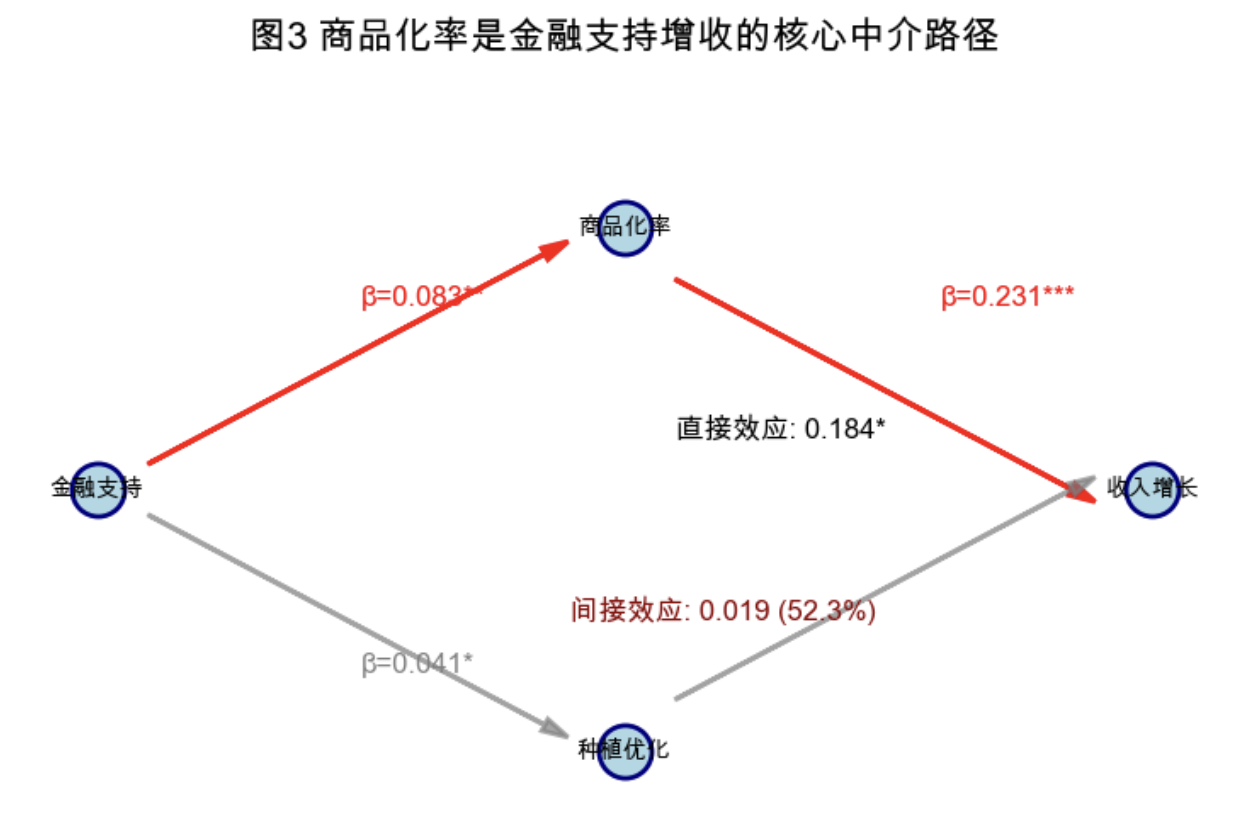 图3 商品化率是金融支持增收的核心中介路径
商品化率
β=0.083**
β=0.231***
直接效应: 0.184*
金融支持
收入增长
间接效应: 0.019 (52.3%)
β=0.041*
种植优化